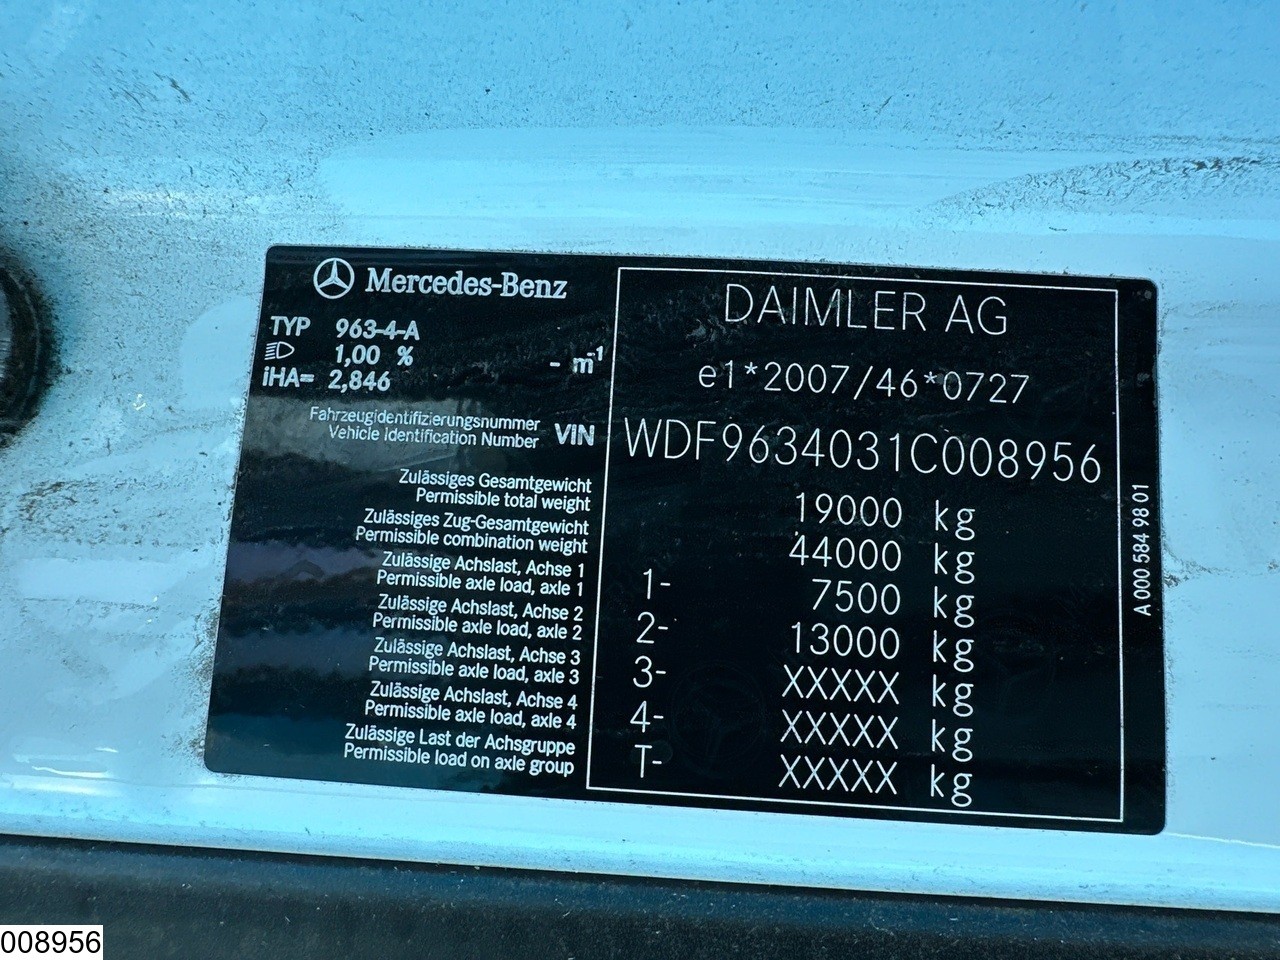 Mercedes-Benz
TYP 963-4-A
1,00 % - m-1
iHA= 2,846
DAIMLER AG
e1*2007/46*0727
Fahrzeugidentifizierungsnummer
Vehicle Identification Number
VIN WDF9634031C008956
Zulässiges Gesamtgewicht
Permissible total weight
19000 kg
Zulässiges Zug-Gesamtgewicht
Permissible combination weight
44000 kg
Zulässige Achslast, Achse 1
Permissible axle load, axle 1
1- 7500 kg
Zulässige Achslast, Achse 2
Permissible axle load, axle 2
2- 13000 kg
Zulässige Achslast, Achse 3
Permissible axle load, axle 3
3- XXXXX kg
Zulässige Achslast, Achse 4
Permissible axle load, axle 4
4- XXXXX kg
Zulässige Last der Achsgruppe
Permissible load on axle group
T- XXXXX kg
A 000 584 98 01
008956